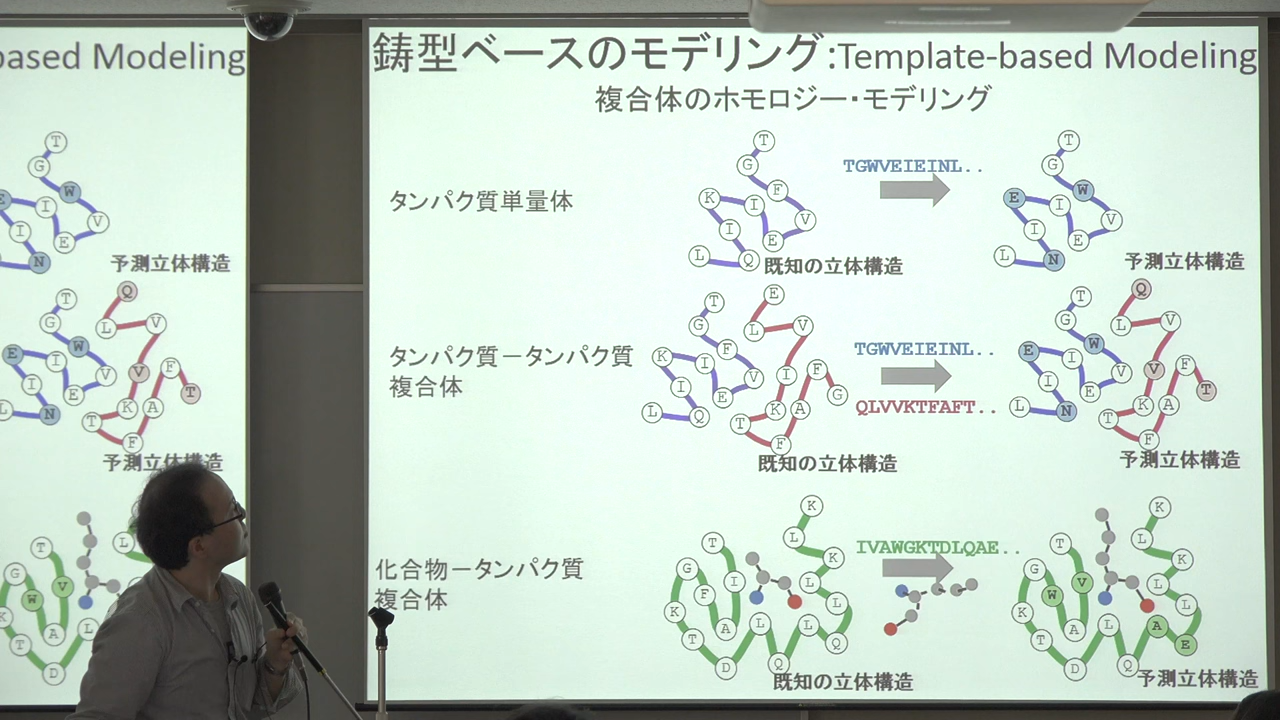 based Modeling
T
G
W
E
I
V
I
E
N
予測立体構造
T
Q
G
L
V
W
E
I
V
F
I
V
E
T
K
A
L
N
T
F
予測立体構造
T
L
G
V
W
K
A
L
T
D
鋳型ベースのモデリング:Template-based Modeling
複合体のホモロジー・モデリング
タンパク質単量体
T
G
F
K
I
V
I
E
L
Q
既知の立体構造
TGWVEIEINL..
T
G
W
E
I
V
I
E
L
N
予測立体構造
タンパク質－タンパク質
複合体
T
E
G
L
V
F
K
I
V
I
F
I
E
G
K
A
L
Q
T
F
既知の立体構造
TGWVEIEINL..
QLVVKTFAFT..
T
Q
G
L
V
W
E
I
V
V
F
I
E
T
K
A
L
N
T
F
予測立体構造
化合物－タンパク質
複合体
K
T
L
G
I
K
F
L
K
L
T
A
L
L
Q
D
Q
既知の立体構造
IVAWGKTDLQAE..
K
T
L
G
V
K
W
L
K
L
T
A
L
A
E
D
Q
予測立体構造